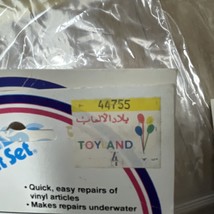 44755
بلاد الألعاب
TOYLAND
4
Set
• Quick, easy repairs of
vinyl articles
• Makes repairs underwater